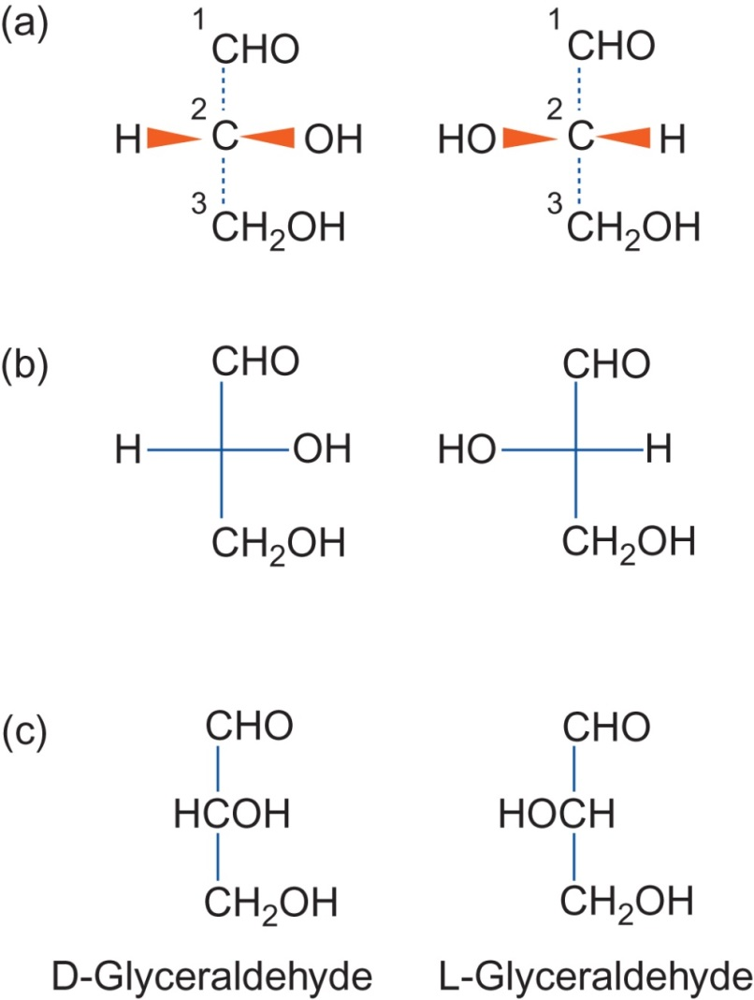 (a)
1 CHO 1 CHO
H 2 C OH HO 2 C H
3 CH₂OH 3 CH₂OH
(b)
CHO CHO
H OH HO H
CH₂OH CH₂OH
(c)
CHO CHO
HCOH HOCH
CH₂OH CH₂OH
D-Glyceraldehyde L-Glyceraldehyde